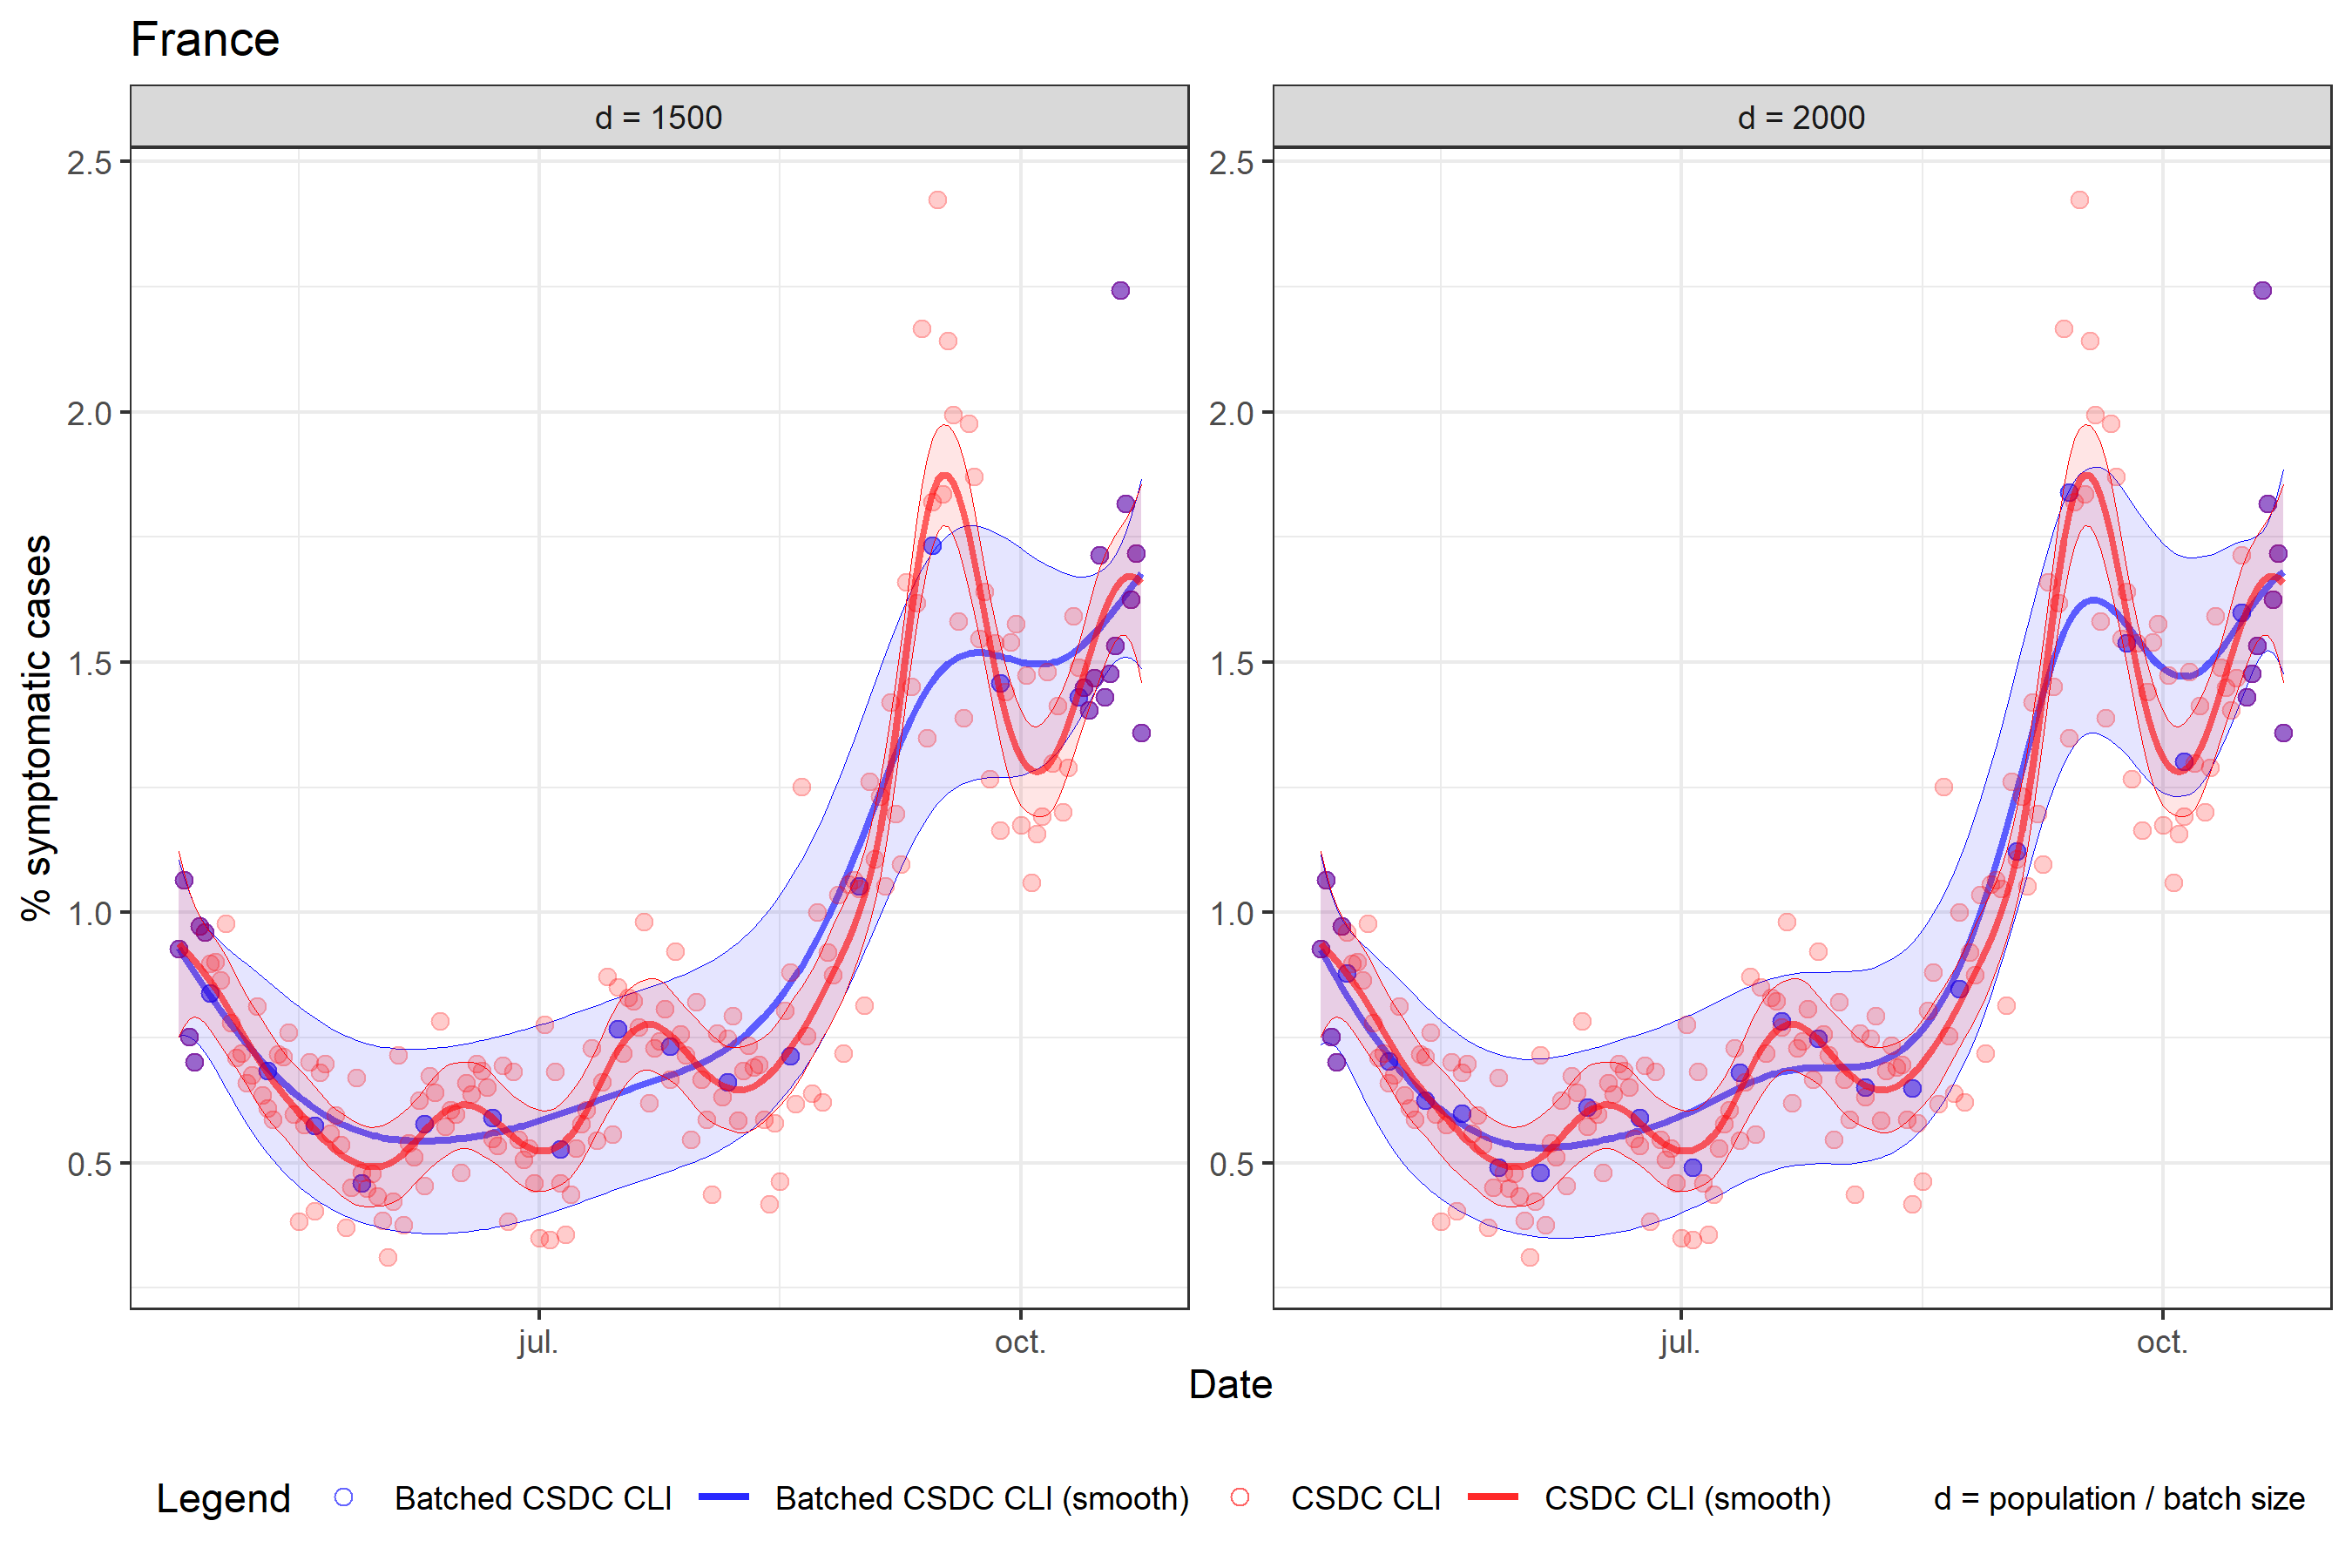 France
d = 1500
d = 2000
% symptomatic cases
2.5
2.0
1.5
1.0
0.5
2.5
2.0
1.5
1.0
0.5
jul.
oct.
jul.
oct.
Date
Legend
Batched CSDC CLI
Batched CSDC CLI (smooth)
CSDC CLI
CSDC CLI (smooth)
d = population / batch size